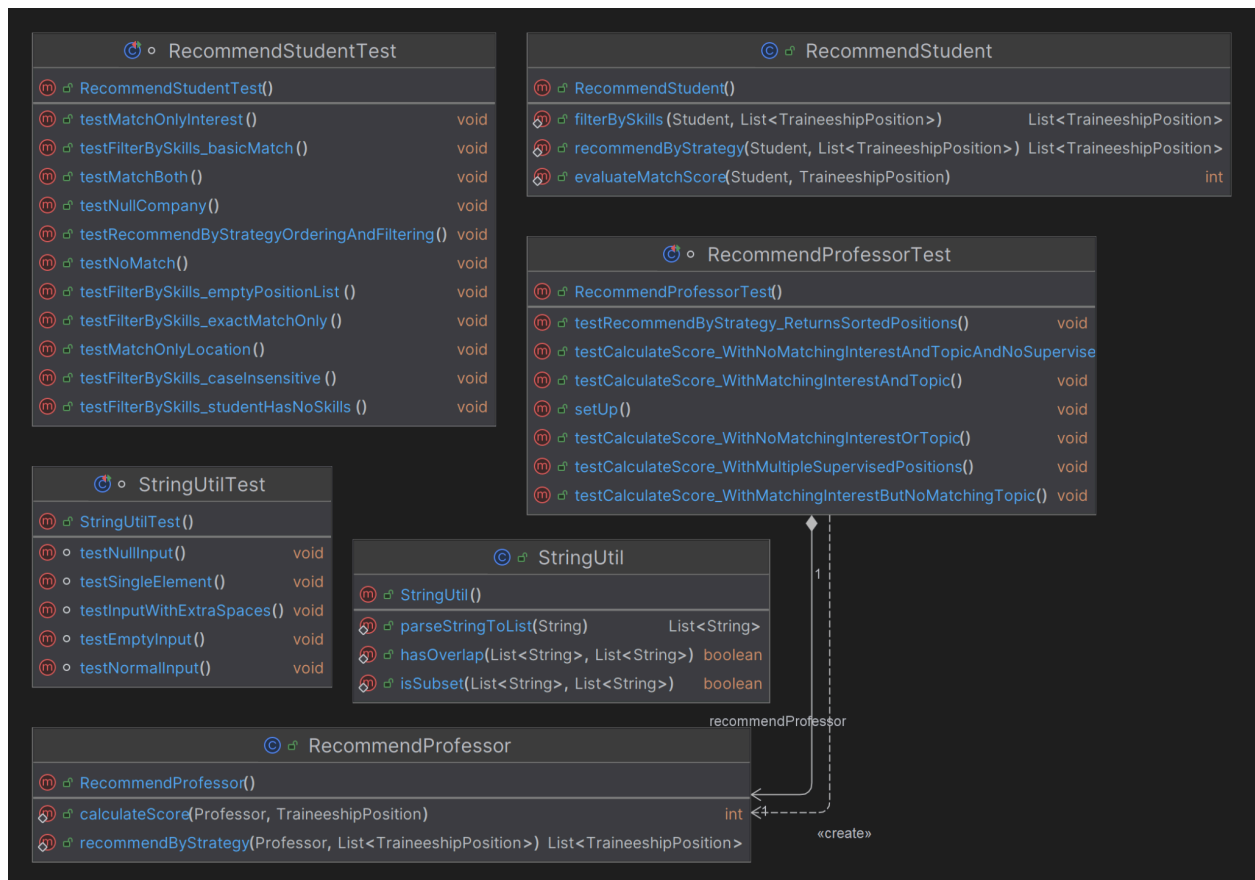 RecommendStudentTest
RecommendStudentTest()
testMatchOnlyInterest() void
testFilterBySkills_basicMatch() void
testMatchBoth() void
testNullCompany() void
testRecommendByStrategyOrderingAndFiltering() void
testNoMatch() void
testFilterBySkills_emptyPositionList() void
testFilterBySkills_exactMatchOnly() void
testMatchOnlyLocation() void
testFilterBySkills_caseInsensitive() void
testFilterBySkills_studentHasNoSkills() void
RecommendStudent
RecommendStudent()
filterBySkills(Student, List<TraineeshipPosition>) List<TraineeshipPosition>
recommendByStrategy(Student, List<TraineeshipPosition>) List<TraineeshipPosition>
evaluateMatchScore(Student, TraineeshipPosition) int
RecommendProfessorTest
RecommendProfessorTest()
testRecommendByStrategy_ReturnsSortedPositions() void
testCalculateScore_WithNoMatchingInterestAndTopicAndNoSupervise
testCalculateScore_WithMatchingInterestAndTopic() void
setUp() void
testCalculateScore_WithNoMatchingInterestOrTopic() void
testCalculateScore_WithMultipleSupervisedPositions() void
testCalculateScore_WithMatchingInterestButNoMatchingTopic() void
StringUtilTest
StringUtilTest()
testNullInput() void
testSingleElement() void
testInputWithExtraSpaces() void
testEmptyInput() void
testNormalInput() void
StringUtil
StringUtil()
parseStringToList(String) List<String>
hasOverlap(List<String>, List<String>) boolean
isSubset(List<String>, List<String>) boolean
1
recommendProfessor
RecommendProfessor
RecommendProfessor()
calculateScore(Professor, TraineeshipPosition) int
recommendByStrategy(Professor, List<TraineeshipPosition>) List<TraineeshipPosition>
1
«create»